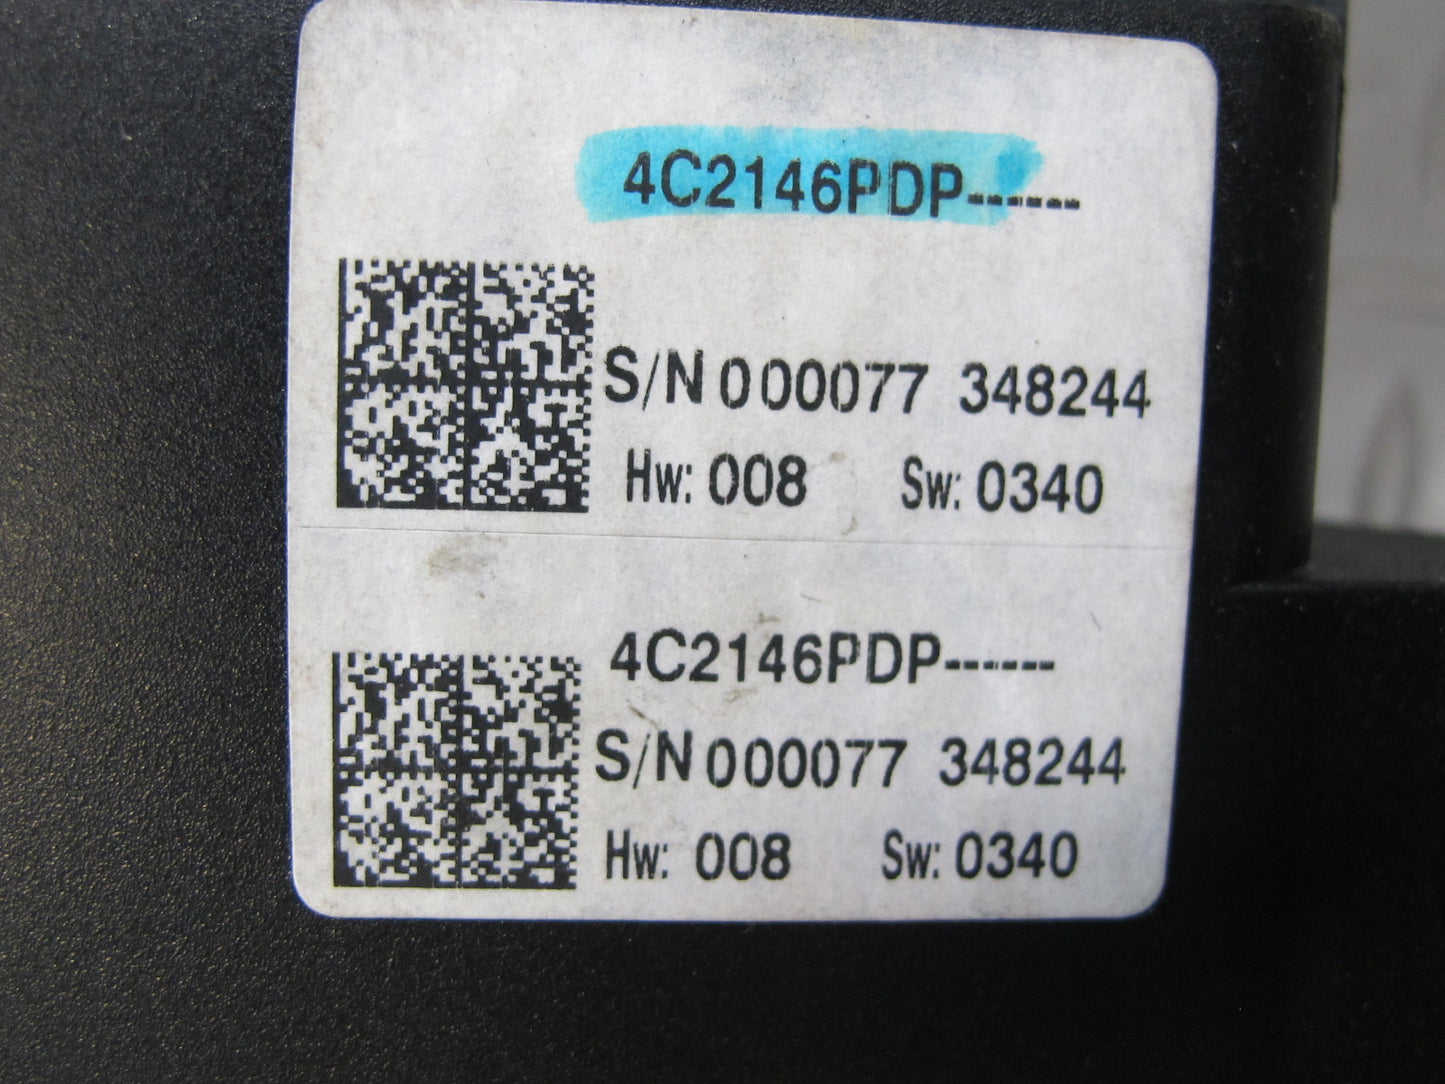 4C2146PDP------
S/N 000077 348244
Hw: 008 Sw: 0340
4C2146PDP------
S/N 000077 348244
Hw: 008 Sw: 0340